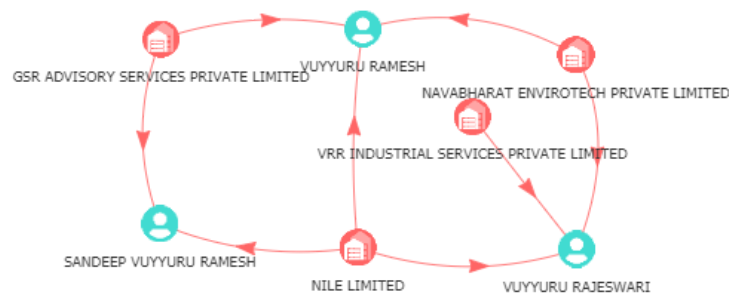 VUYYURU RAMESH
GSR ADVISORY SERVICES PRIVATE LIMITED
NAVABHARAT ENVIROTECH PRIVATE LIMITED
VRR INDUSTRIAL SERVICES PRIVATE LIMITED
SANDEEP VUYYURU RAMESH
NILE LIMITED
VUYYURU RAJESWARI